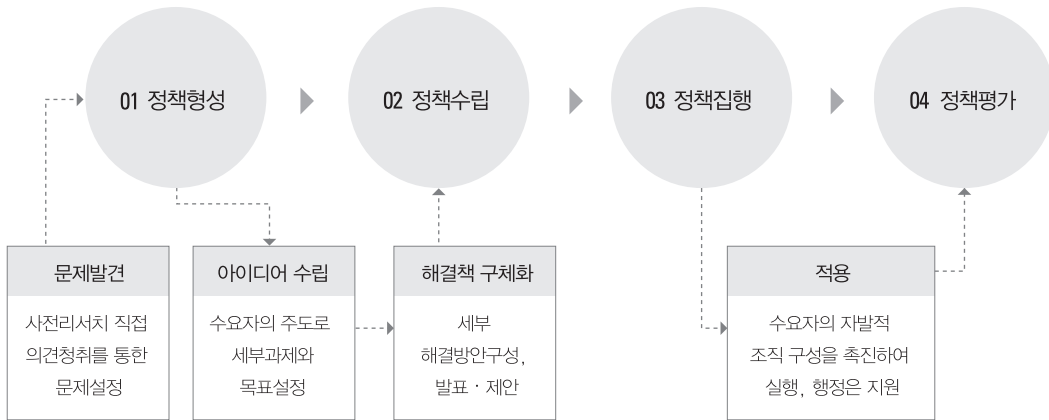 01 정책형성
02 정책수립
03 정책집행
04 정책평가
문제발견
사전리서치 직접
의견청취를 통한
문제설정
아이디어 수립
수요자의 주도로
세부과제와
목표설정
해결책 구체화
세부
해결방안구성,
발표 · 제안
적용
수요자의 자발적
조직 구성을 촉진하여
실행, 행정은 지원